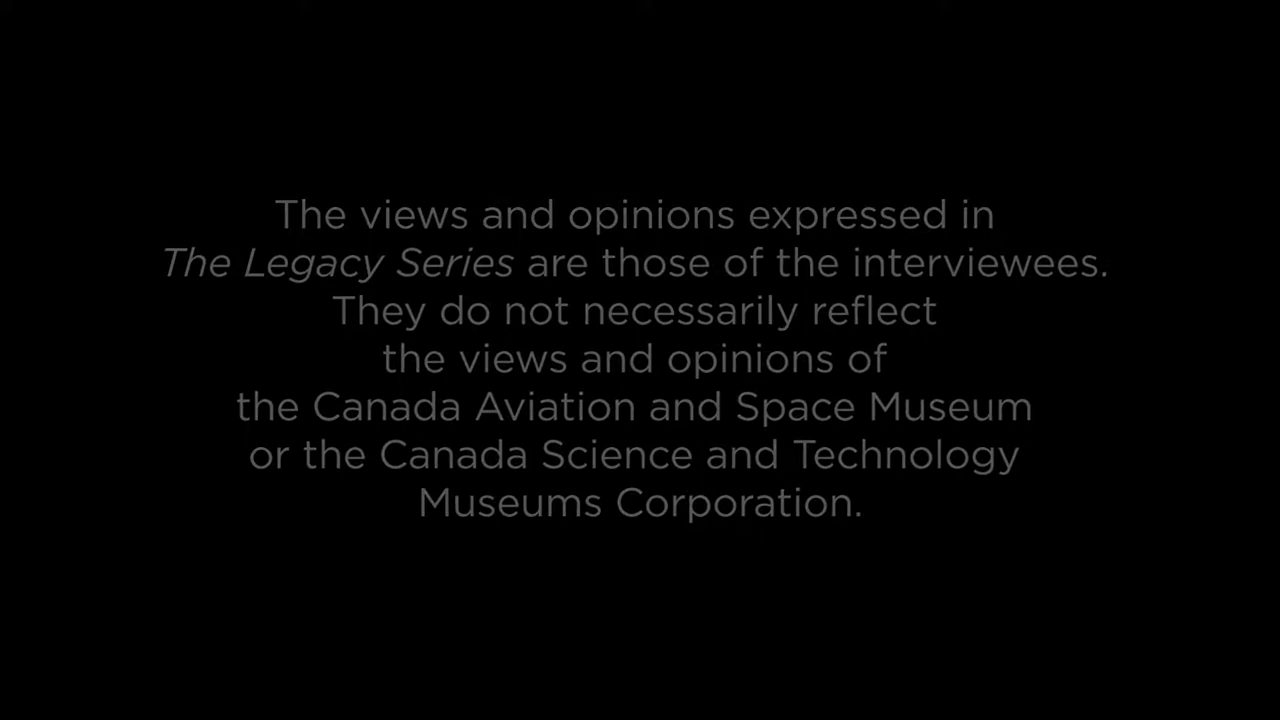 The views and opinions expressed in
The Legacy Series are those of the interviewees.
They do not necessarily reflect
the views and opinions of
the Canada Aviation and Space Museum
or the Canada Science and Technology
Museums Corporation.